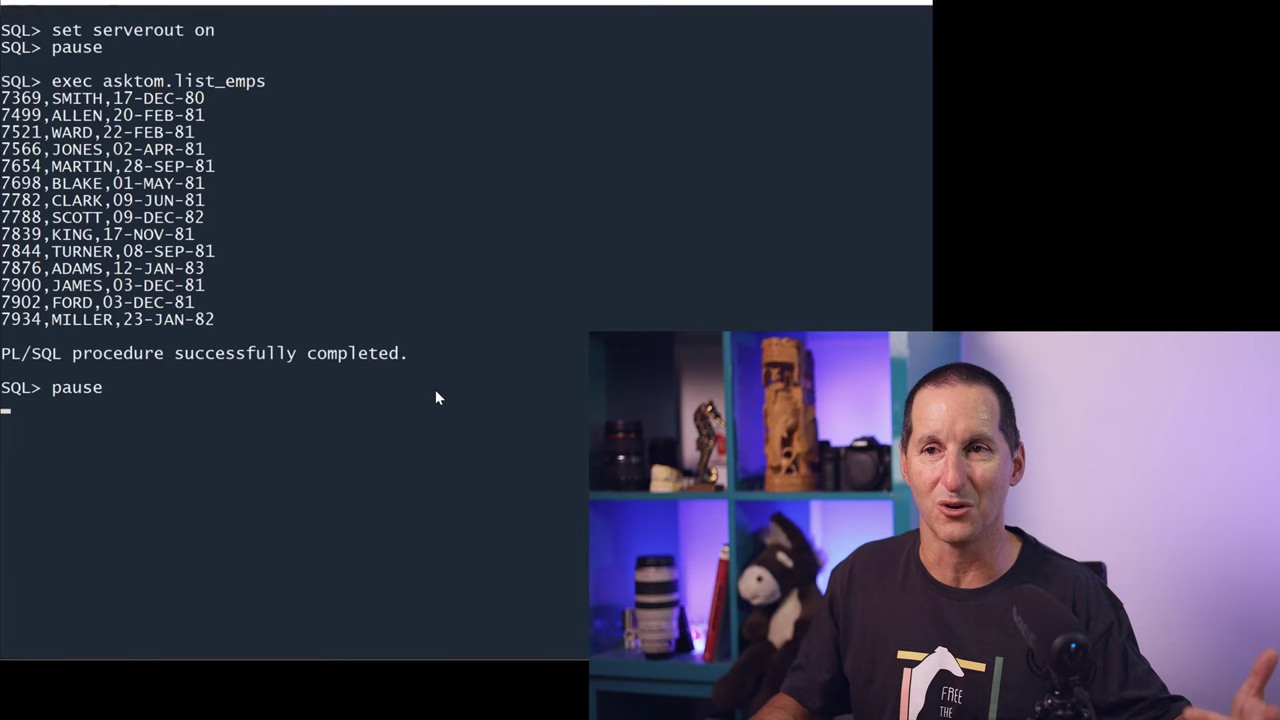 SQL> set serverout on
SQL> pause
SQL> exec asktom.list_emps
7369,SMITH,17-DEC-80
7499,ALLEN,20-FEB-81
7521,WARD,22-FEB-81
7566,JONES,02-APR-81
7654,MARTIN,28-SEP-81
7698,BLAKE,01-MAY-81
7782,CLARK,09-JUN-81
7788,SCOTT,09-DEC-82
7839,KING,17-NOV-81
7844,TURNER,08-SEP-81
7876,ADAMS,12-JAN-83
7900,JAMES,03-DEC-81
7902,FORD,03-DEC-81
7934,MILLER,23-JAN-82
PL/SQL procedure successfully completed.
SQL> pause
FREE
THE